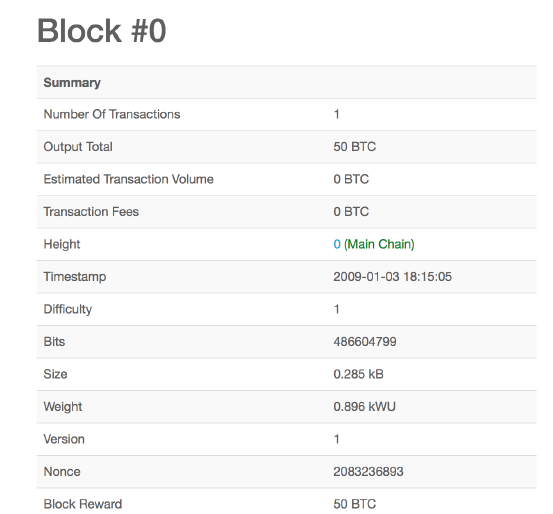 Block #0
Summary
Number Of Transactions 1
Output Total 50 BTC
Estimated Transaction Volume 0 BTC
Transaction Fees 0 BTC
Height 0 (Main Chain)
Timestamp 2009-01-03 18:15:05
Difficulty 1
Bits 486604799
Size 0.285 kB
Weight 0.896 kWU
Version 1
Nonce 2083236893
Block Reward 50 BTC